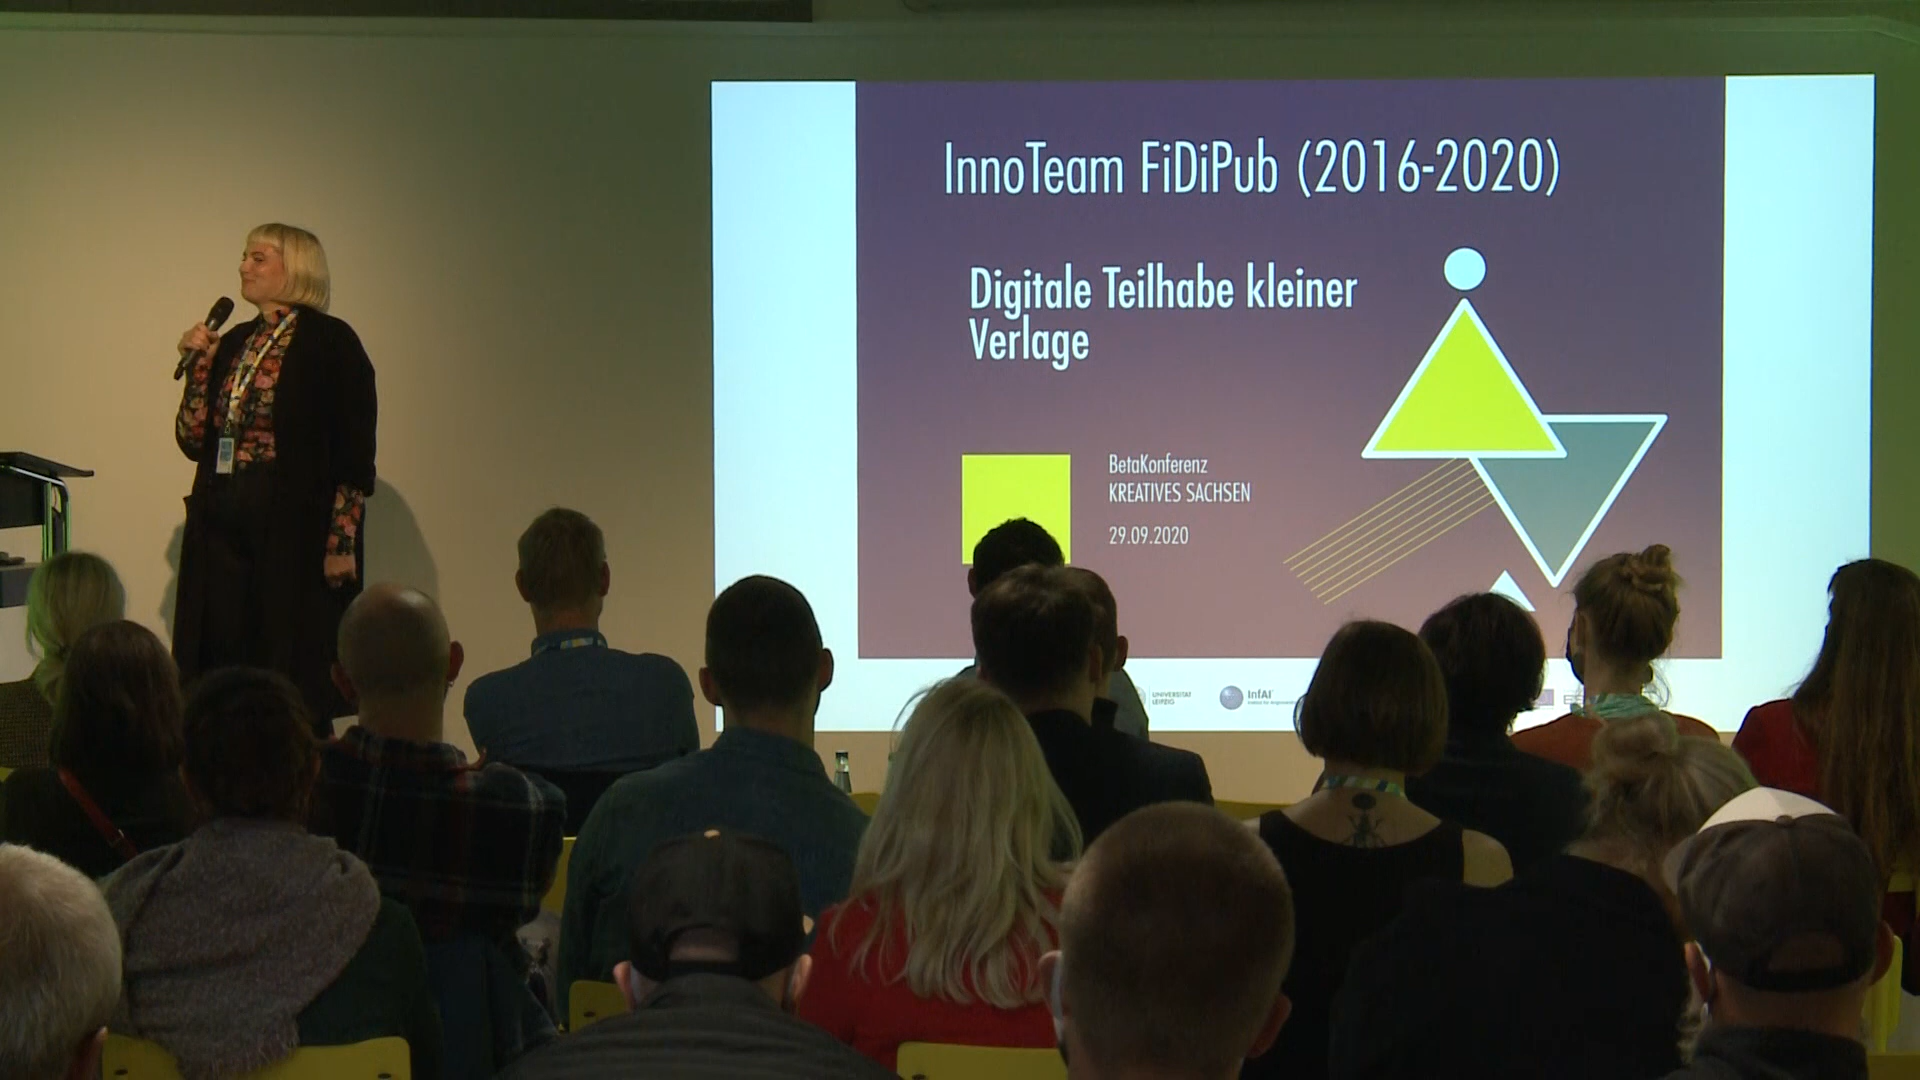 InnoTeam FiDiPub (2016-2020)
Digitale Teilhabe kleiner
Verlage
BetaKonferenz
KREATIVES SACHSEN
29.09.2020
UNIVERSITÄT
LEIPZIG
InfAI